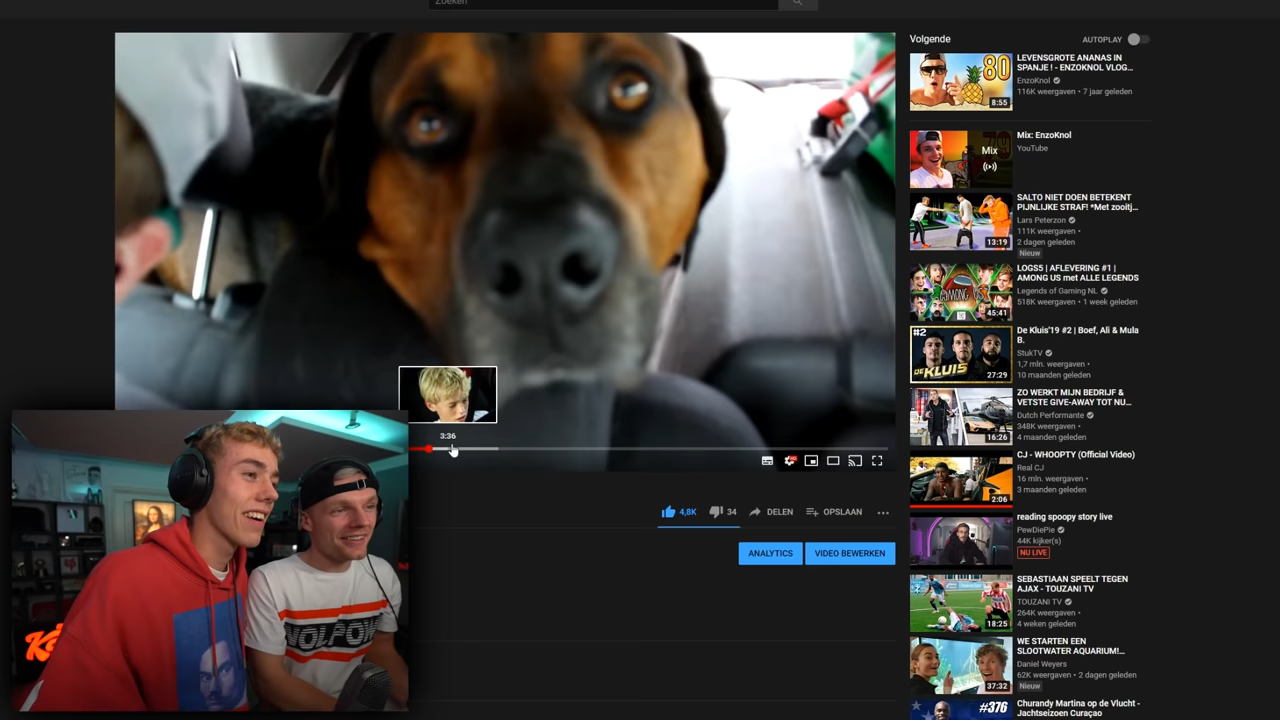 Zoeken
Volgende
AUTOPLAY
80
8:55
LEVENSGROTE ANANAS IN
SPANJE ! - ENZOKNOL VLOG...
EnzoKnol
116K weergaven • 7 jaar geleden
Mix
Mix: EnzoKnol
YouTube
13:19
SALTO NIET DOEN BETEKENT
PIJNLIJKE STRAF! *Met zooitj...
Lars Peterzon
111K weergaven •
2 dagen geleden
Nieuw
AMONG US
45:41
LOGS5 | AFLEVERING #1 |
AMONG US met ALLE LEGENDS
Legends of Gaming NL
518K weergaven • 1 week geleden
#2
DE KLUIS
27:29
De Kluis'19 #2 | Boef, Ali & Mula
B.
StukTV
1,7 mln. weergaven •
10 maanden geleden
16:26
ZO WERKT MIJN BEDRIJF &
VETSTE GIVE-AWAY TOT NU...
Dutch Performante
348K weergaven •
4 maanden geleden
2:06
CJ - WHOOPTY (Official Video)
Real CJ
16 mln. weergaven •
3 maanden geleden
reading spoopy story live
PewDiePie
44K kijker(s)
NU LIVE
18:25
SEBASTIAAN SPEELT TEGEN
AJAX - TOUZANI TV
TOUZANI TV
264K weergaven •
4 weken geleden
37:32
WE STARTEN EEN
SLOOTWATER AQUARIUM!...
Daniel Weyers
62K weergaven • 2 dagen geleden
Nieuw
#376
Churandy Martina op de Vlucht -
Jachtseizoen Curaçao
3:36
4,8K
34
DELEN
OPSLAAN
ANALYTICS
VIDEO BEWERKEN